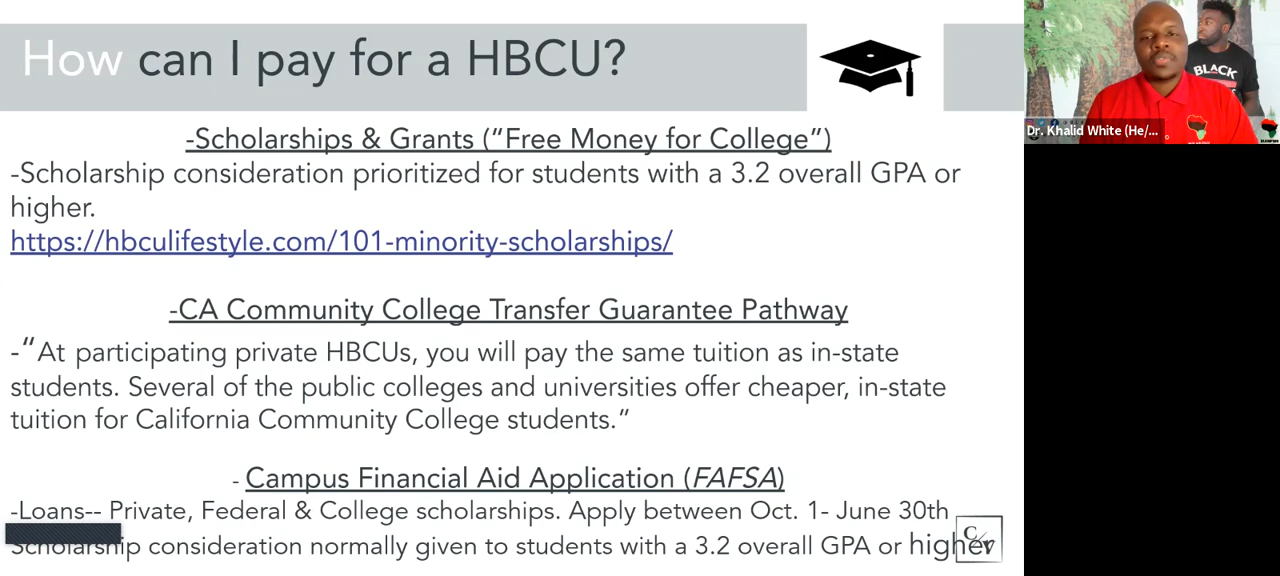 How can I pay for a HBCU?
-Scholarships & Grants (“Free Money for College”)
-Scholarship consideration prioritized for students with a 3.2 overall GPA or
higher.
https://hbculifestyle.com/101-minority-scholarships/
-CA Community College Transfer Guarantee Pathway
-“At participating private HBCUs, you will pay the same tuition as in-state
students. Several of the public colleges and universities offer cheaper, in-state
tuition for California Community College students.”
- Campus Financial Aid Application (FAFSA)
-Loans-- Private, Federal & College scholarships. Apply between Oct. 1- June 30th
Scholarship consideration normally given to students with a 3.2 overall GPA or higher
BLACK
Dr. Khalid White (He/...